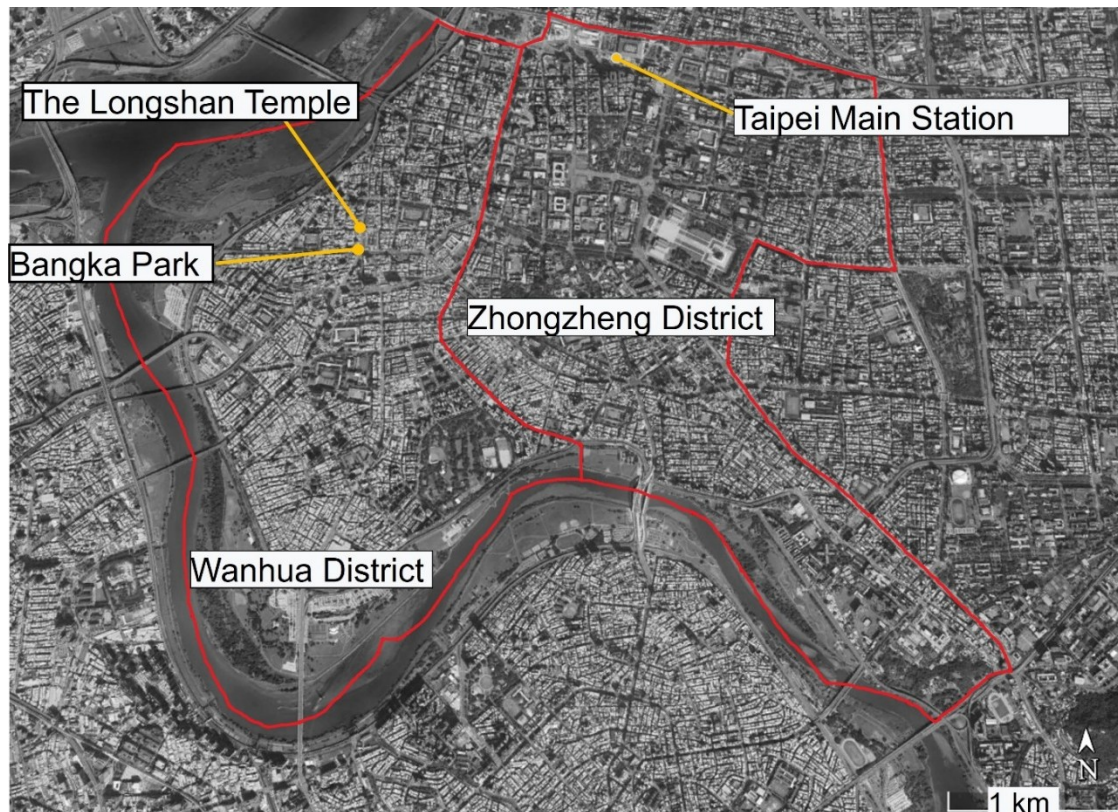 The Longshan Temple
Taipei Main Station
Bangka Park
Zhongzheng District
Wanhua District
N
1 km